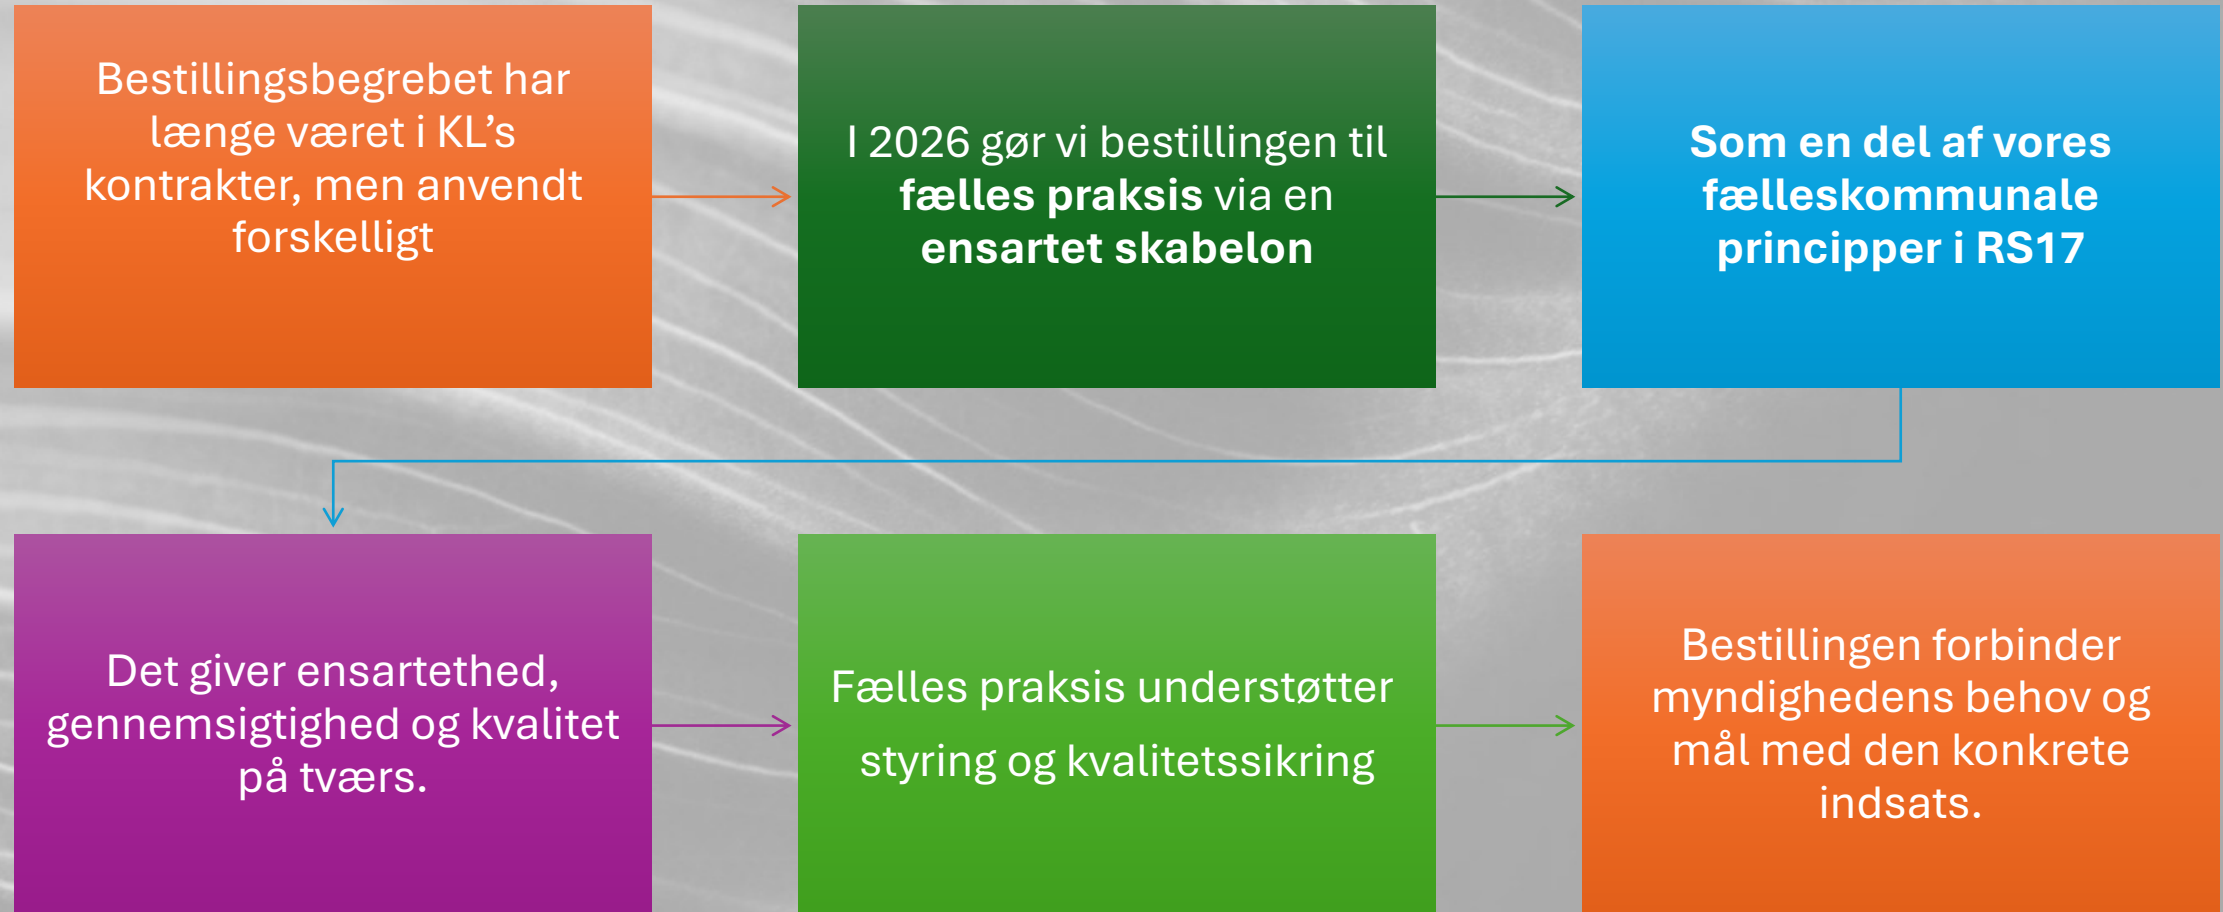 Bestillingsbegrebet har
længe været i KL’s
kontrakter, men anvendt
forskelligt
I 2026 gør vi bestillingen til
fælles praksis via en
ensartet skabelon
Som en del af vores
fælleskommunale
principper i RS17
Det giver ensartethed,
gennemsigtighed og kvalitet
på tværs.
Fælles praksis understøtter
styring og kvalitetssikring
Bestillingen forbinder
myndighedens behov og
mål med den konkrete
indsats.